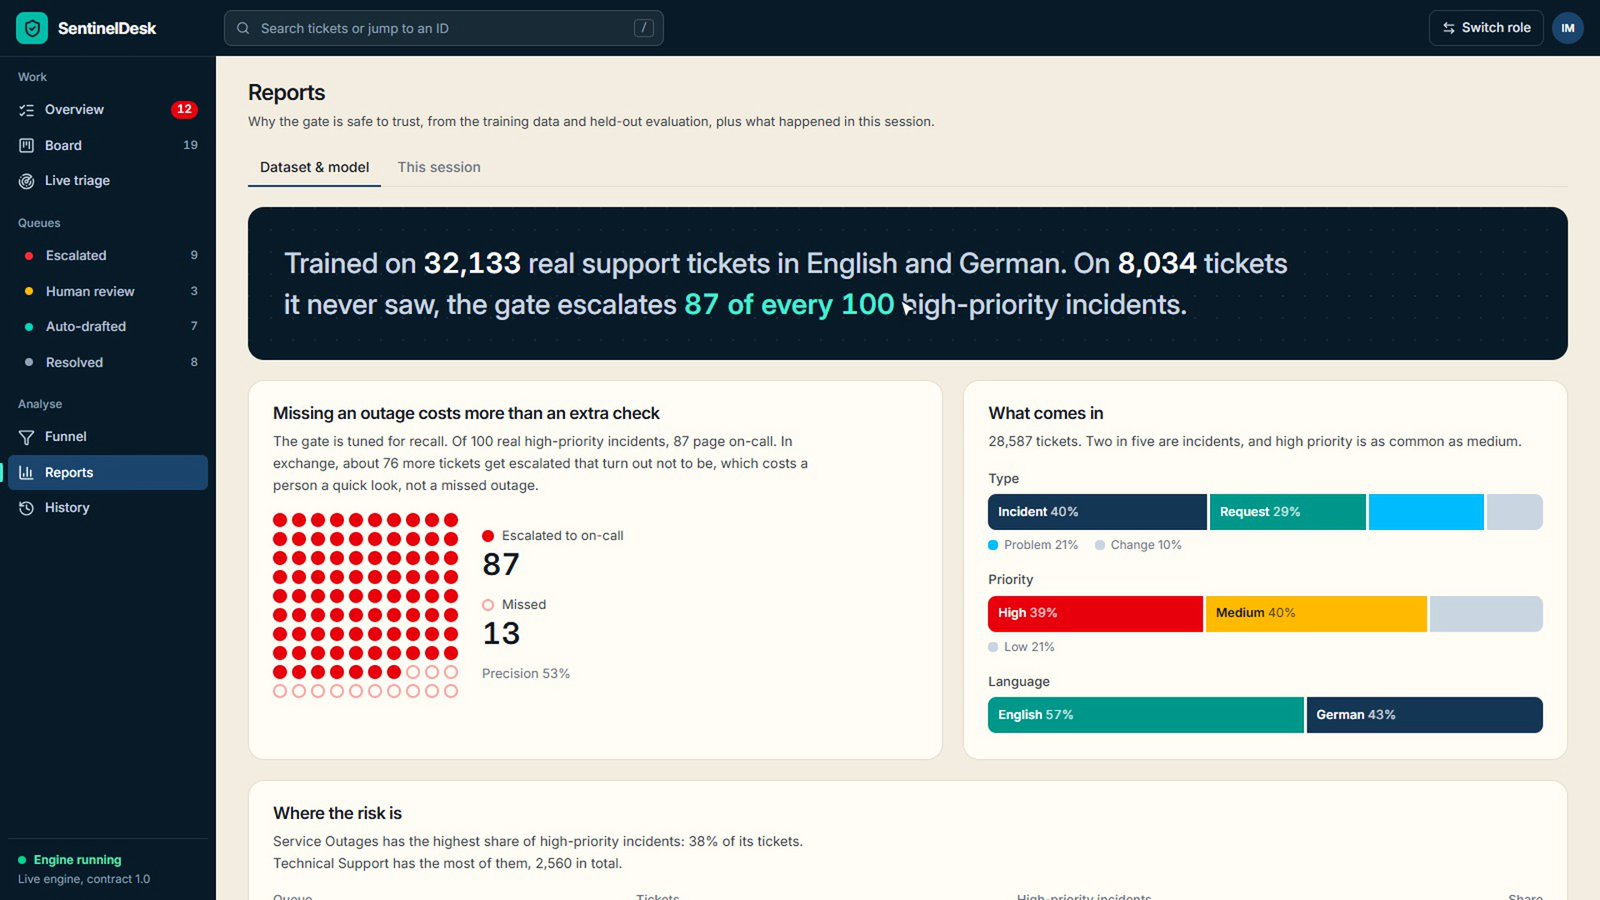 SentinelDesk
Search tickets or jump to an ID
/
Switch role
IM
Work
Overview
12
Board
19
Live triage
Queues
Escalated
9
Human review
3
Auto-drafted
7
Resolved
8
Analyse
Funnel
Reports
History
Engine running
Live engine, contract 1.0
Reports
Why the gate is safe to trust, from the training data and held-out evaluation, plus what happened in this session.
Dataset & model
This session
Trained on 32,133 real support tickets in English and German. On 8,034 tickets
it never saw, the gate escalates 87 of every 100 high-priority incidents.
Missing an outage costs more than an extra check
The gate is tuned for recall. Of 100 real high-priority incidents, 87 page on-call. In
exchange, about 76 more tickets get escalated that turn out not to be, which costs a
person a quick look, not a missed outage.
Escalated to on-call
87
Missed
13
Precision 53%
What comes in
28,587 tickets. Two in five are incidents, and high priority is as common as medium.
Type
Incident 40%
Request 29%
Problem 21%
Change 10%
Priority
High 39%
Medium 40%
Low 21%
Language
English 57%
German 43%
Where the risk is
Service Outages has the highest share of high-priority incidents: 38% of its tickets.
Technical Support has the most of them, 2,560 in total.
Queue
Tickets
High-priority incidents
Share